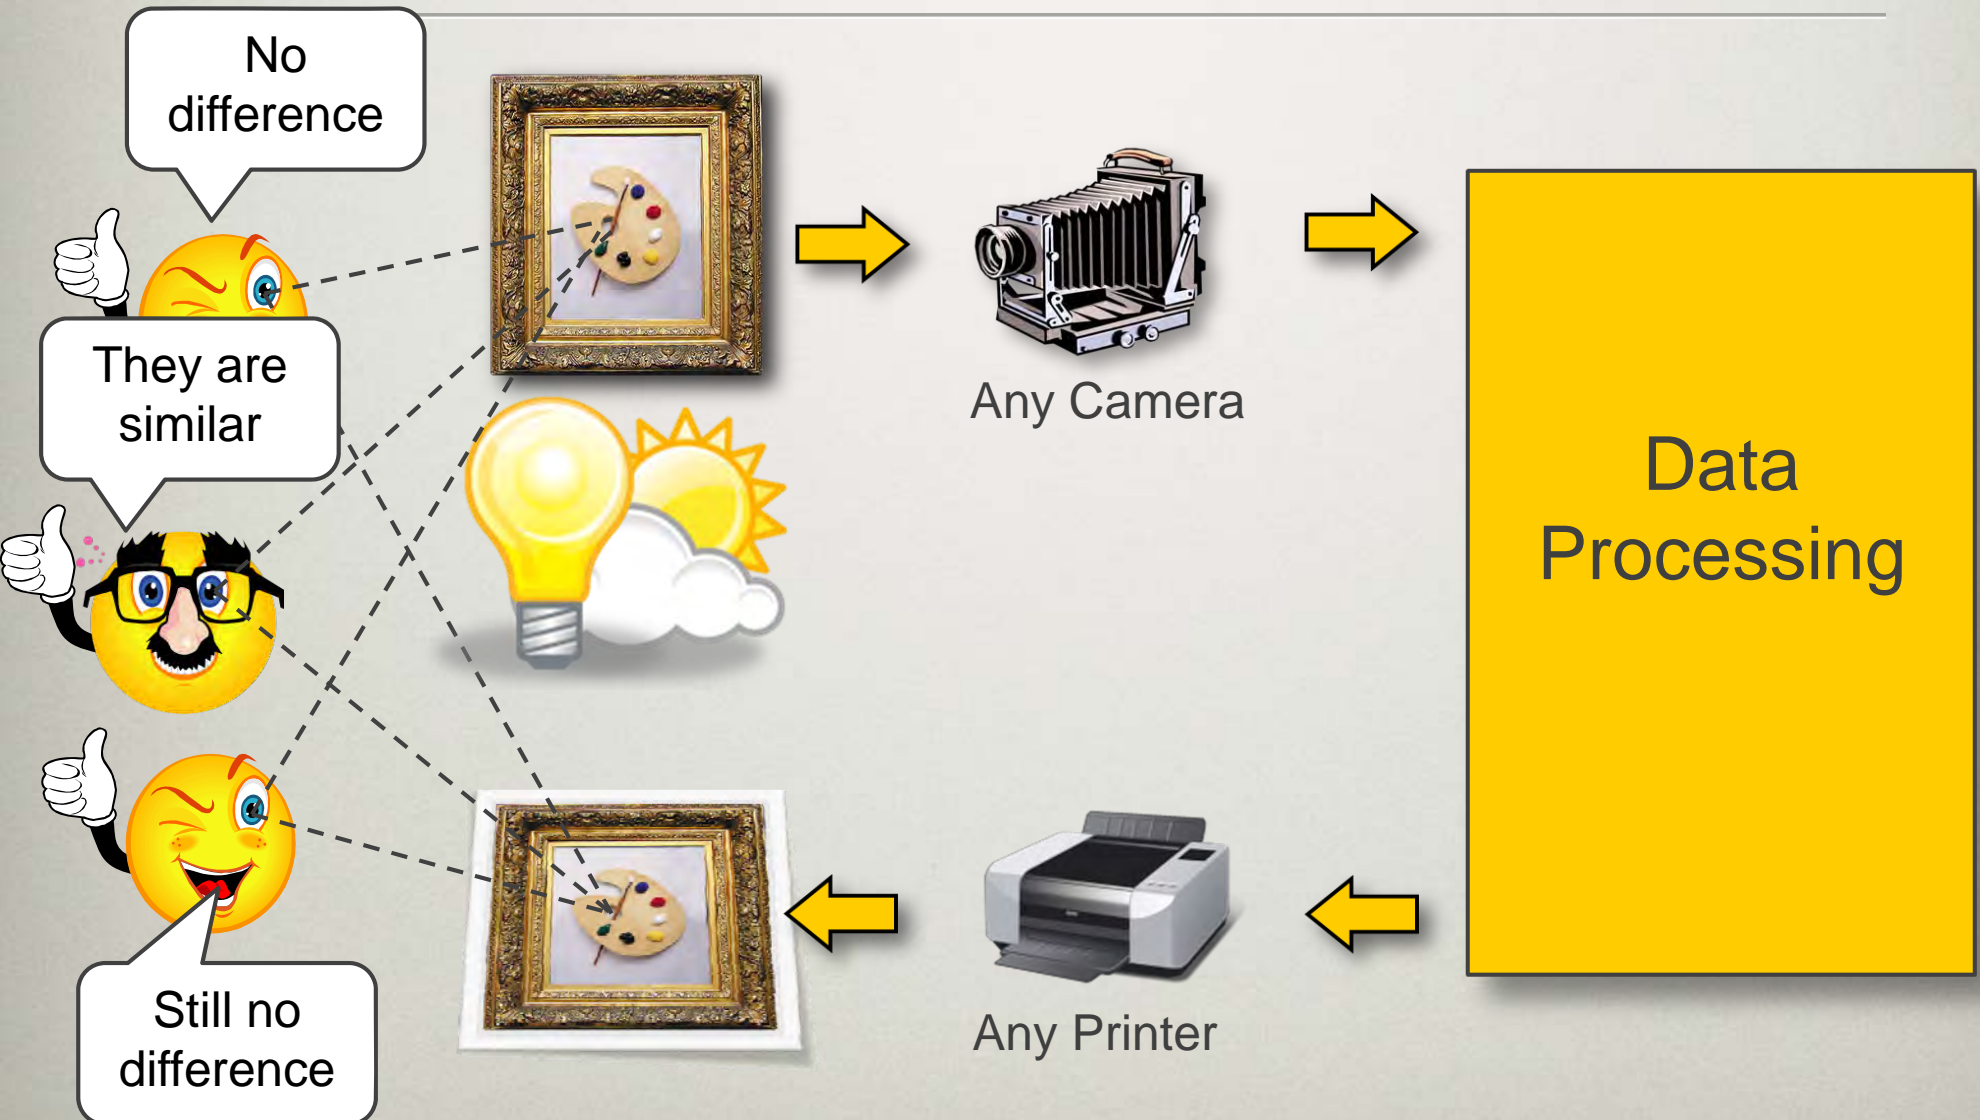 No
difference
They are
similar
Still no
difference
Any Camera
Data
Processing
Any Printer